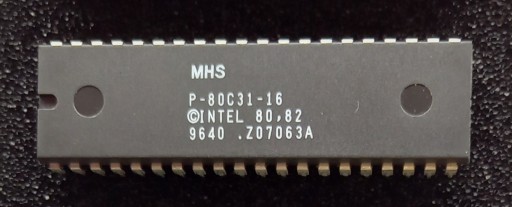 MHS
P-80C31-16
©INTEL 80,82
9640 .Z07063A